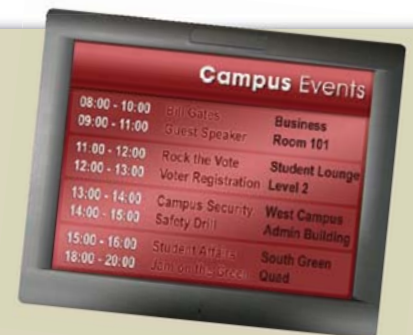 Campus Events
08:00 - 10:00 Bill Gates Business
09:00 - 11:00 Guest Speaker Room 101
11:00 - 12:00 Rock the Vote Student Lounge
12:00 - 13:00 Voter Registration Level 2
13:00 - 14:00 Campus Security West Campus
14:00 - 15:00 Safety Drill Admin Building
15:00 - 16:00 Student Affairs South Green
18:00 - 20:00 Jam on the Green Quad